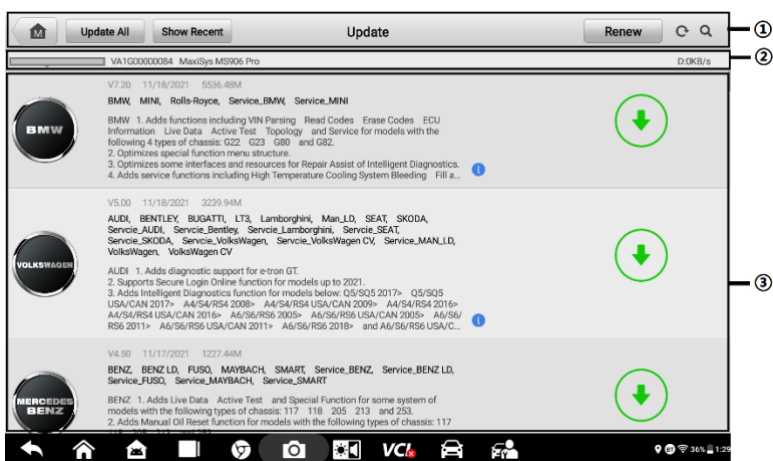 M Update All Show Recent Update Renew ①
VA1G00000084 MaxiSys MS906 Pro D:0KB/s ②
V7.20 11/18/2021 5536.48M
BMW
BMW, MINI, Rolls-Royce, Service_BMW, Service_MINI
BMW 1. Adds functions including VIN Parsing Read Codes Erase Codes ECU
Information Live Data Active Test Topology and Service for models with the
following 4 types of chassis: G22 G23 G80 and G82.
2. Optimizes special function menu structure.
3. Optimizes some interfaces and resources for Repair Assist of Intelligent Diagnostics.
4. Adds service functions including High Temperature Cooling System Bleeding Fill a...
V5.00 11/18/2021 3239.94M
VOLKSWAGEN
AUDI, BENTLEY, BUGATTI, LT3, Lamborghini, Man_LD, SEAT, SKODA,
Servcie_AUDI, Servcie_Bentley, Servcie_Lamborghini, Servcie_SEAT,
Servcie_SKODA, Servcie_VolksWagen, Servcie_VolksWagen CV, Service_MAN_LD,
VolksWagen, VolksWagen CV
AUDI 1. Adds diagnostic support for e-tron GT.
2. Supports Secure Login Online function for models up to 2021.
3. Adds Intelligent Diagnostics function for models below: Q5/SQ5 2017> Q5/SQ5
USA/CAN 2017> A4/S4/RS4 2008> A4/S4/RS4 USA/CAN 2009> A4/S4/RS4 2016>
A4/S4/RS4 USA/CAN 2016> A6/S6/RS6 2005> A6/S6/RS6 USA/CAN 2005> A6/S6/
RS6 2011> A6/S6/RS6 USA/CAN 2011> A6/S6/RS6 2018> and A6/S6/RS6 USA/C...
③
V4.50 11/17/2021 1227.44M
MERCEDES
BENZ
BENZ, BENZ LD, FUSO, MAYBACH, SMART, Service_BENZ, Service_BENZ LD,
Service_FUSO, Service_MAYBACH, Service_SMART
BENZ 1. Adds Live Data Active Test and Special Function for some system of
models with the following types of chassis: 117 118 205 213 and 253.
2. Adds Manual Oil Reset function for models with the following types of chassis: 117
VCI 36% 1:29